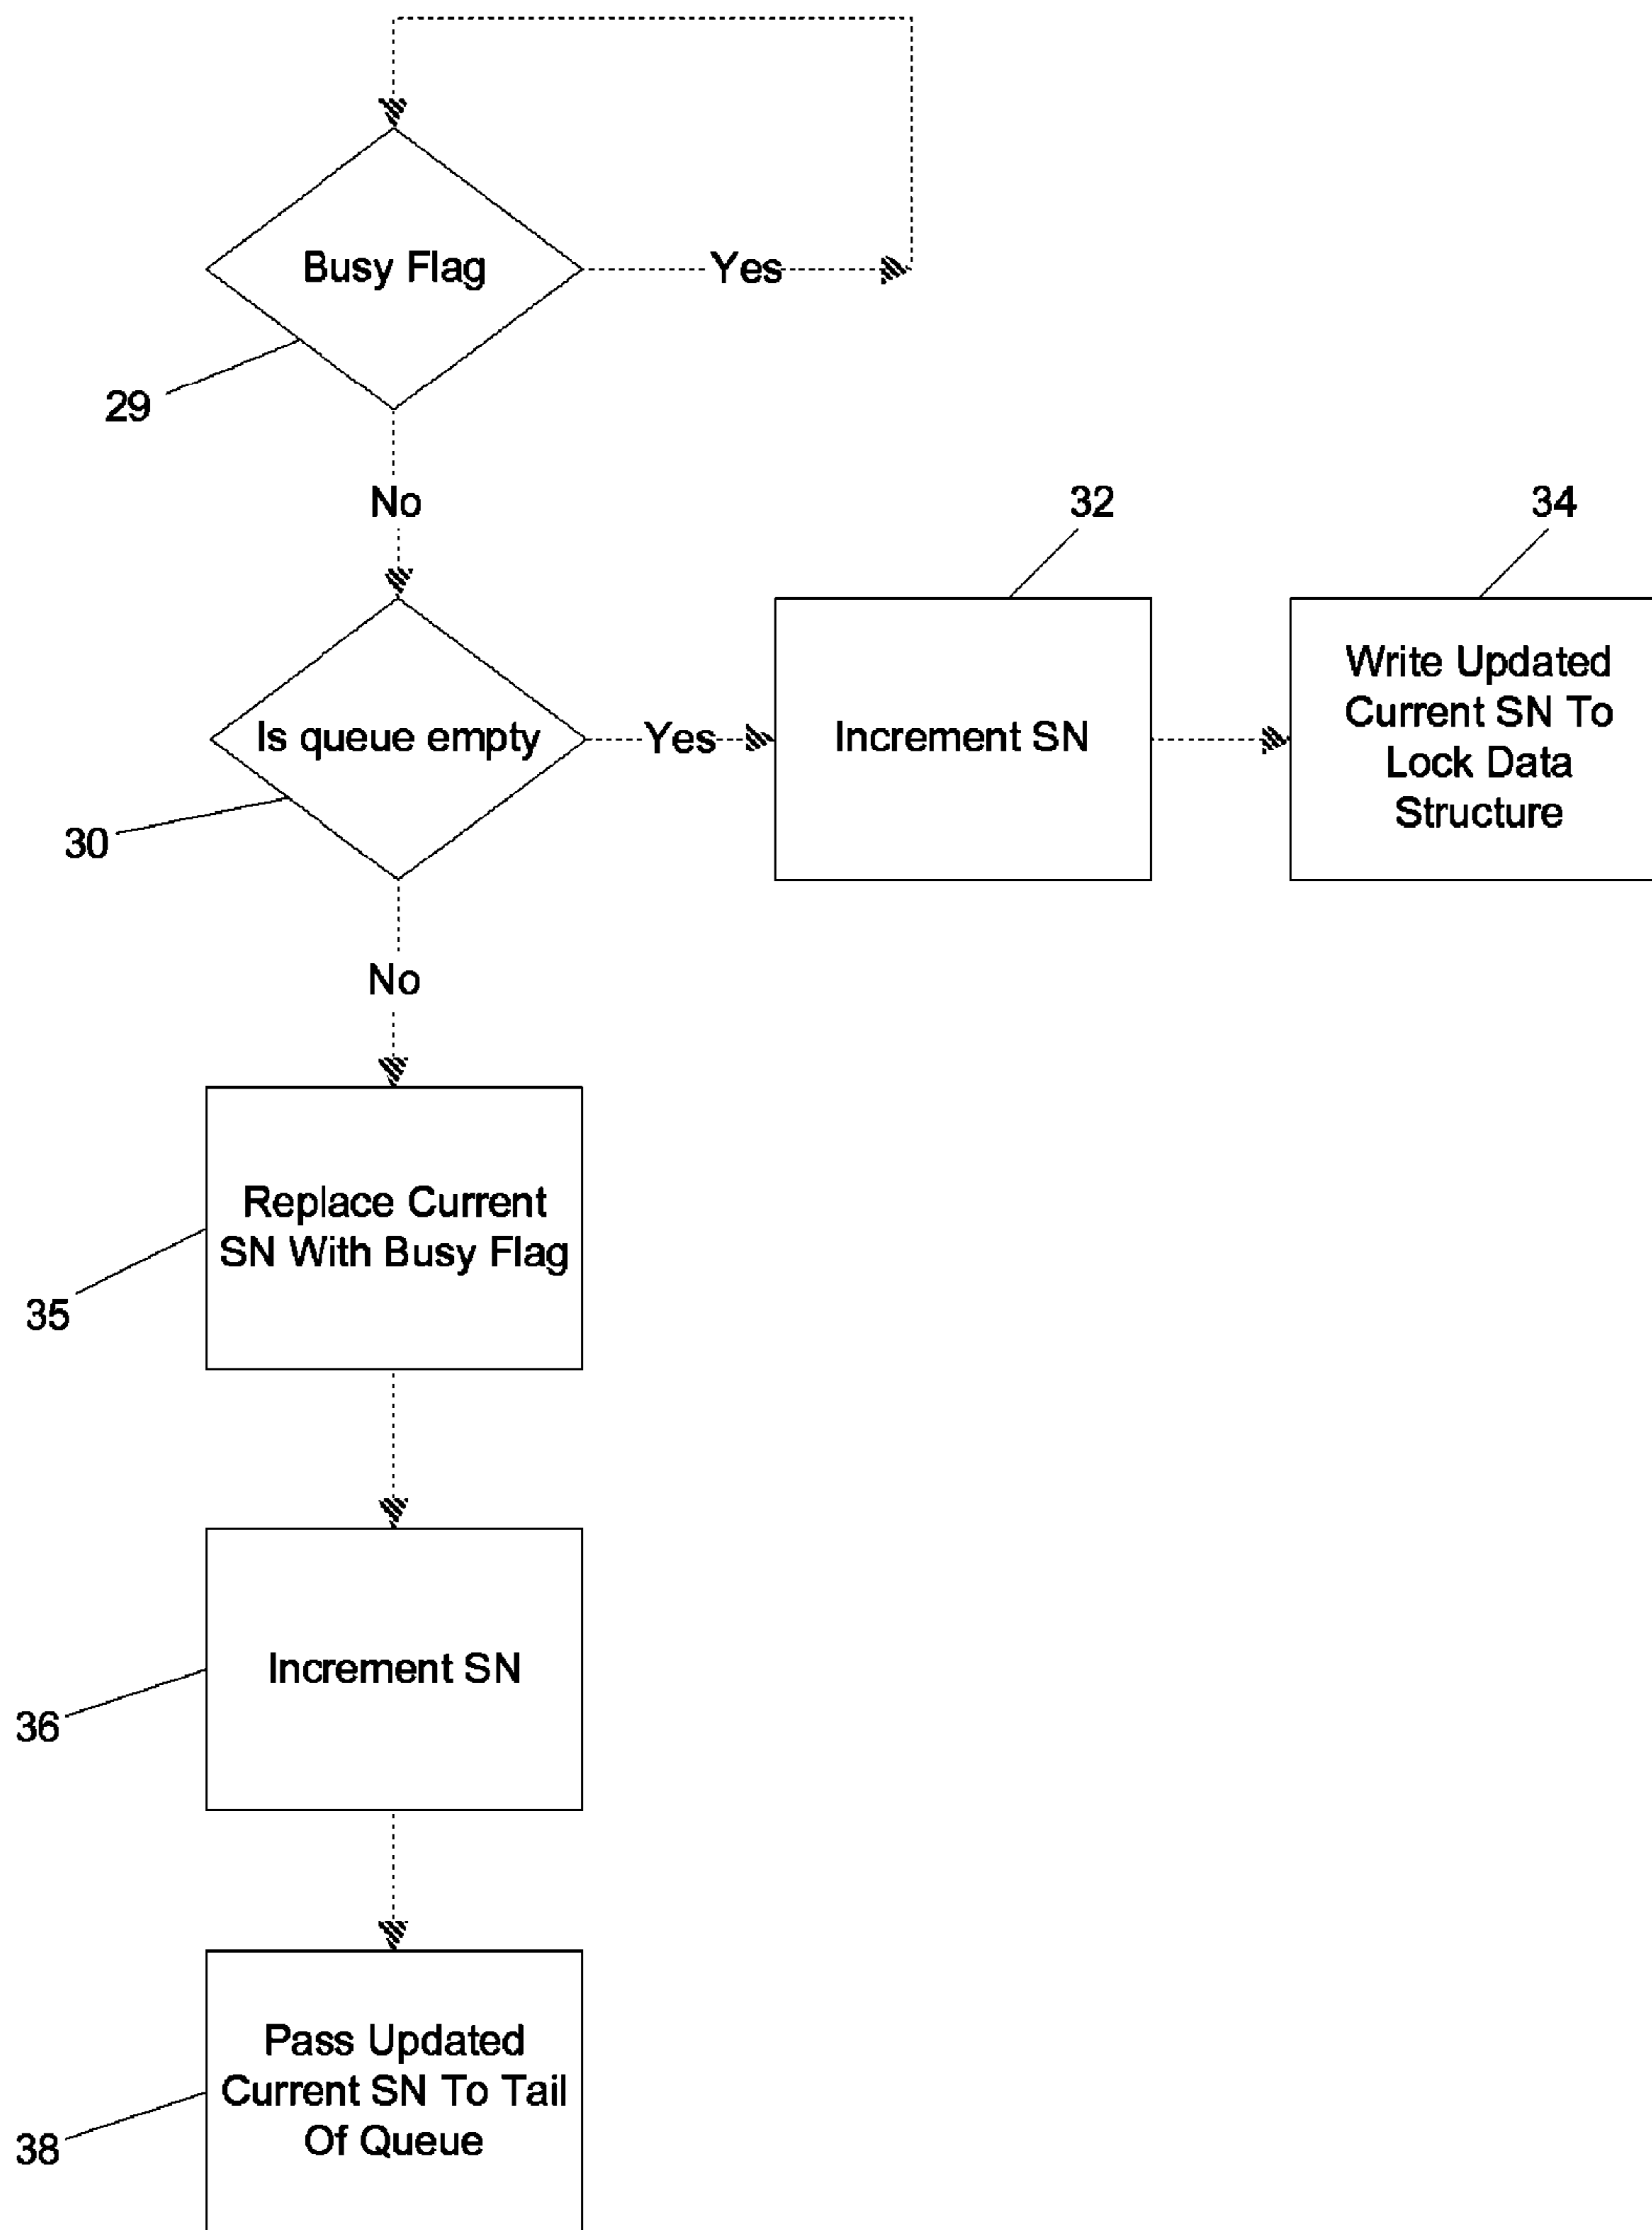 Busy Flag
Yes
29
No
32
34
Is queue empty
Yes
Increment SN
Write Updated
Current SN To
Lock Data
Structure
30
No
Replace Current
SN With Busy Flag
35
Increment SN
36
Pass Updated
Current SN To Tail
Of Queue
38